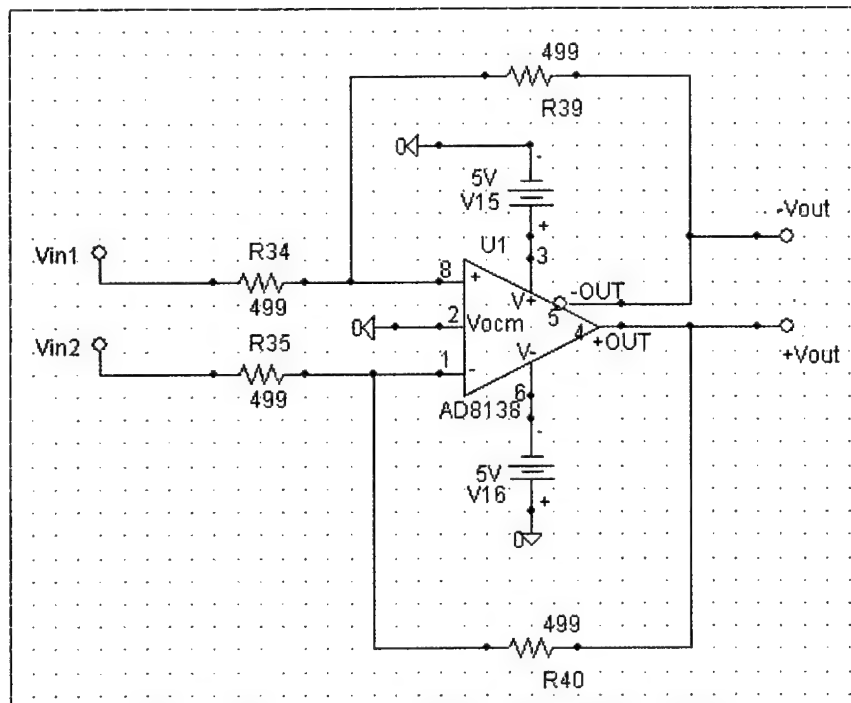 499
R39
0
-
5V
V15
+
-Vout
Vin1
R34
U1
3
8
+
499
V+
-OUT
5
2
0
Vocm
4
Vin2
R35
1
-
V-
+OUT
+Vout
499
AD8138
6
-
5V
V16
+
0
499
R40